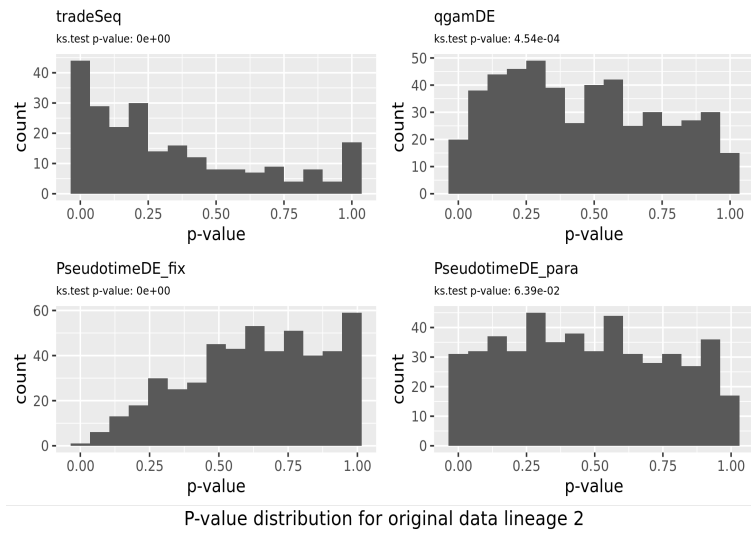 tradeSeq
ks.test p-value: 0e+00
count
40
30
20
10
0
0.00 0.25 0.50 0.75 1.00
p-value
qgamDE
ks.test p-value: 4.54e-04
count
50
40
30
20
10
0
0.00 0.25 0.50 0.75 1.00
p-value
PseudotimeDE_fix
ks.test p-value: 0e+00
count
60
40
20
0
0.00 0.25 0.50 0.75 1.00
p-value
PseudotimeDE_para
ks.test p-value: 6.39e-02
count
40
30
20
10
0
0.00 0.25 0.50 0.75 1.00
p-value
P-value distribution for original data lineage 2